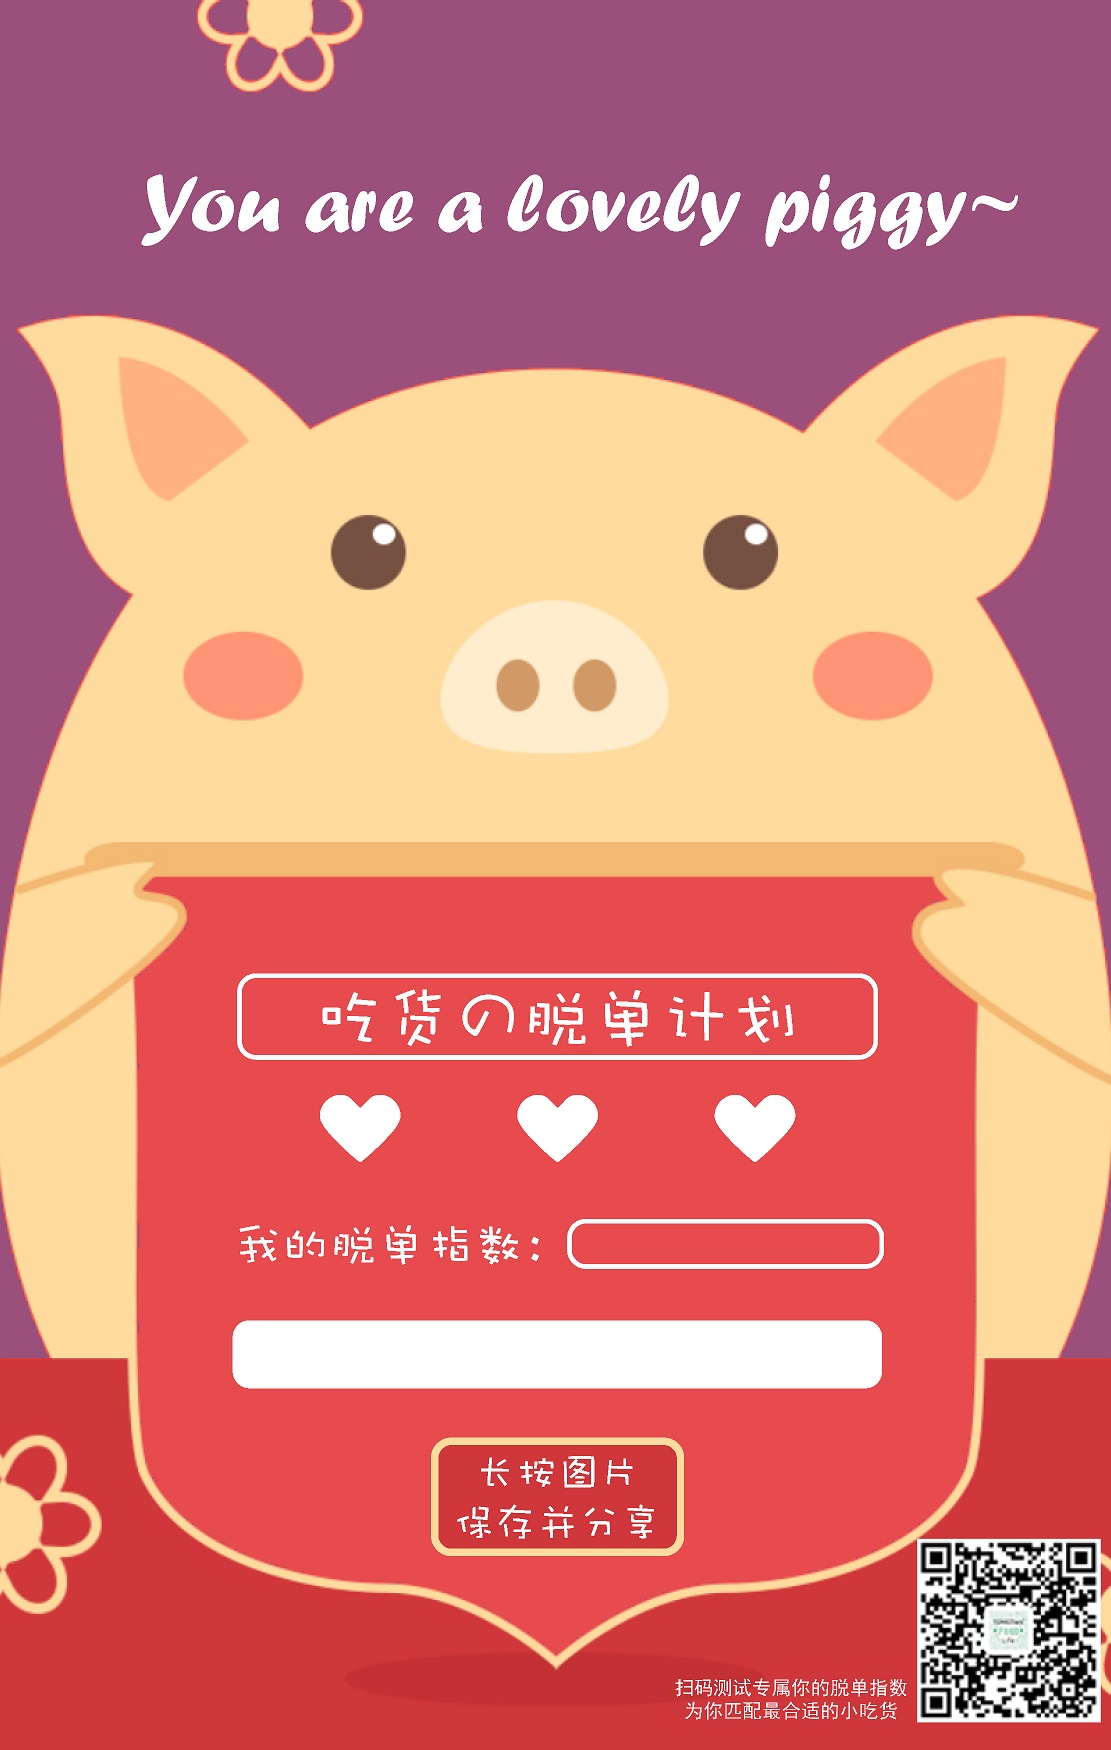 You are a lovely piggy~
吃货の脱单计划
我的脱单指数：
长按图片
保存并分享
扫码测试专属你的脱单指数
为你匹配最合适的小吃货